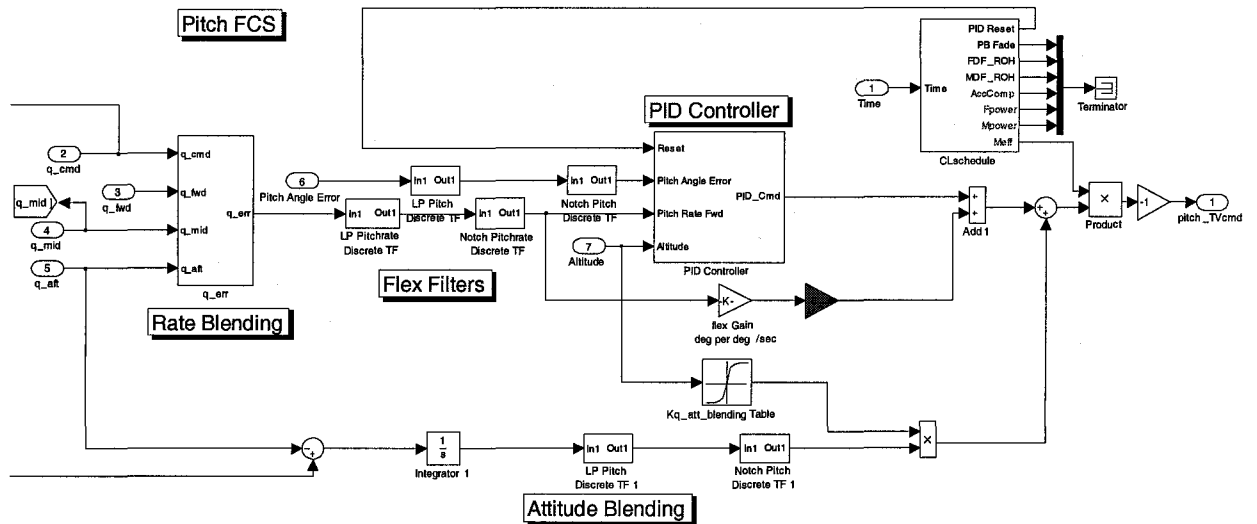 Pitch FCS
PID Reset
PB Fade
FDF_ROH
MDF_ROH
AccComp
Fpower
Mpower
Meff
Time
CLschedule
1
Time
Terminator
PID Controller
Reset
Pitch Angle Error
Pitch Rate Fwd
Altitude
PID_Cmd
PID Controller
2
q_cmd
3
q_fwd
q_mid
4
q_mid
5
q_aft
q_cmd
q_fwd
q_mid
q_aft
q_err
q_err
Rate Blending
6
Pitch Angle Error
In1 Out1
LP Pitch
Discrete TF
In1 Out1
Notch Pitch
Discrete TF
In1 Out1
LP Pitchrate
Discrete TF
In1 Out1
Notch Pitchrate
Discrete TF
7
Altitude
Flex Filters
-K-
flex Gain
deg per deg /sec
+
+
Add 1
+
+
×
Product
-1
1
pitch_TVcmd
Kq_att_blending Table
×
−
+
1
s
Integrator 1
In1 Out1
LP Pitch
Discrete TF 1
In1 Out1
Notch Pitch
Discrete TF 1
Attitude Blending